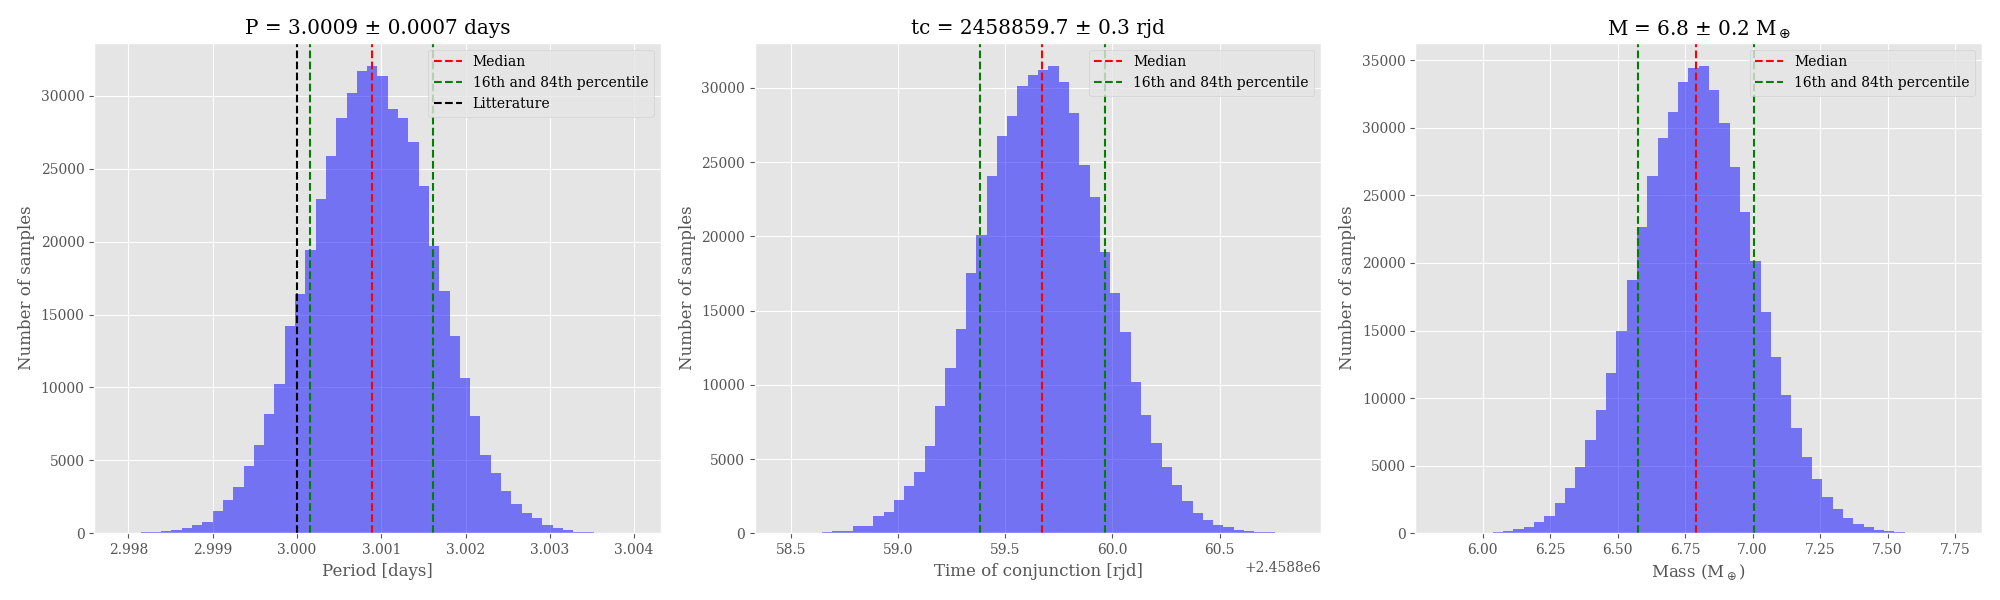 P = 3.0009 ± 0.0007 days
Median
16th and 84th percentile
Litterature
Number of samples
30000
25000
20000
15000
10000
5000
0
2.998 2.999 3.000 3.001 3.002 3.003 3.004
Period [days]
tc = 2458859.7 ± 0.3 rjd
Median
16th and 84th percentile
Number of samples
30000
25000
20000
15000
10000
5000
0
58.5 59.0 59.5 60.0 60.5
+2.4588e6
Time of conjunction [rjd]
M = 6.8 ± 0.2 M⊕
Median
16th and 84th percentile
Number of samples
35000
30000
25000
20000
15000
10000
5000
0
6.00 6.25 6.50 6.75 7.00 7.25 7.50 7.75
Mass (M⊕)